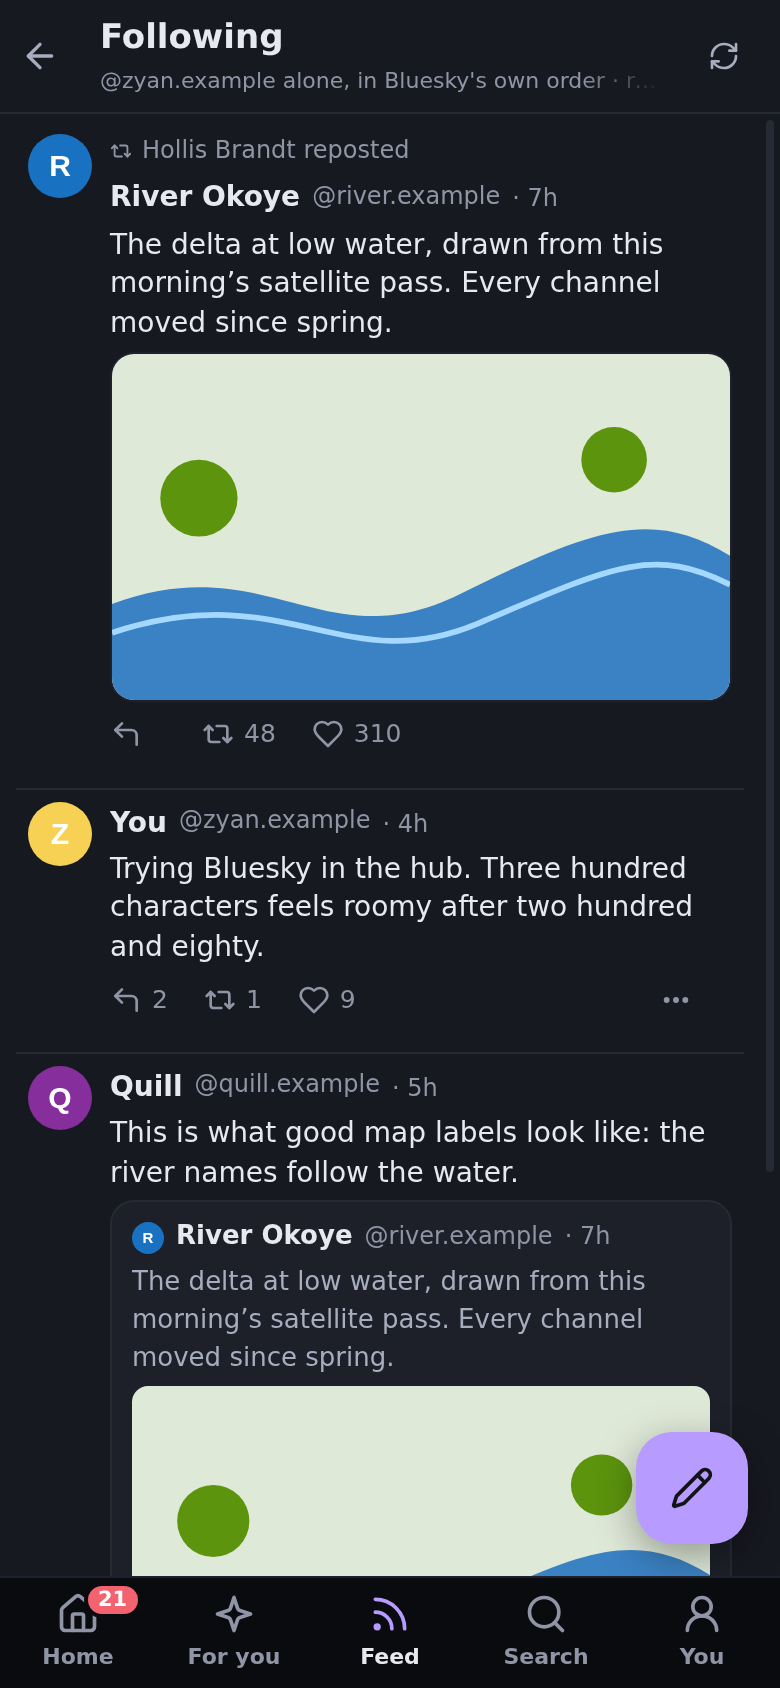 Following
@zyan.example alone, in Bluesky's own order · r…
R
Hollis Brandt reposted
River Okoye @river.example · 7h
The delta at low water, drawn from this
morning’s satellite pass. Every channel
moved since spring.
48 310
Z
You @zyan.example · 4h
Trying Bluesky in the hub. Three hundred
characters feels roomy after two hundred
and eighty.
2 1 9
Q
Quill @quill.example · 5h
This is what good map labels look like: the
river names follow the water.
R River Okoye @river.example · 7h
The delta at low water, drawn from this
morning’s satellite pass. Every channel
moved since spring.
21
Home For you Feed Search You